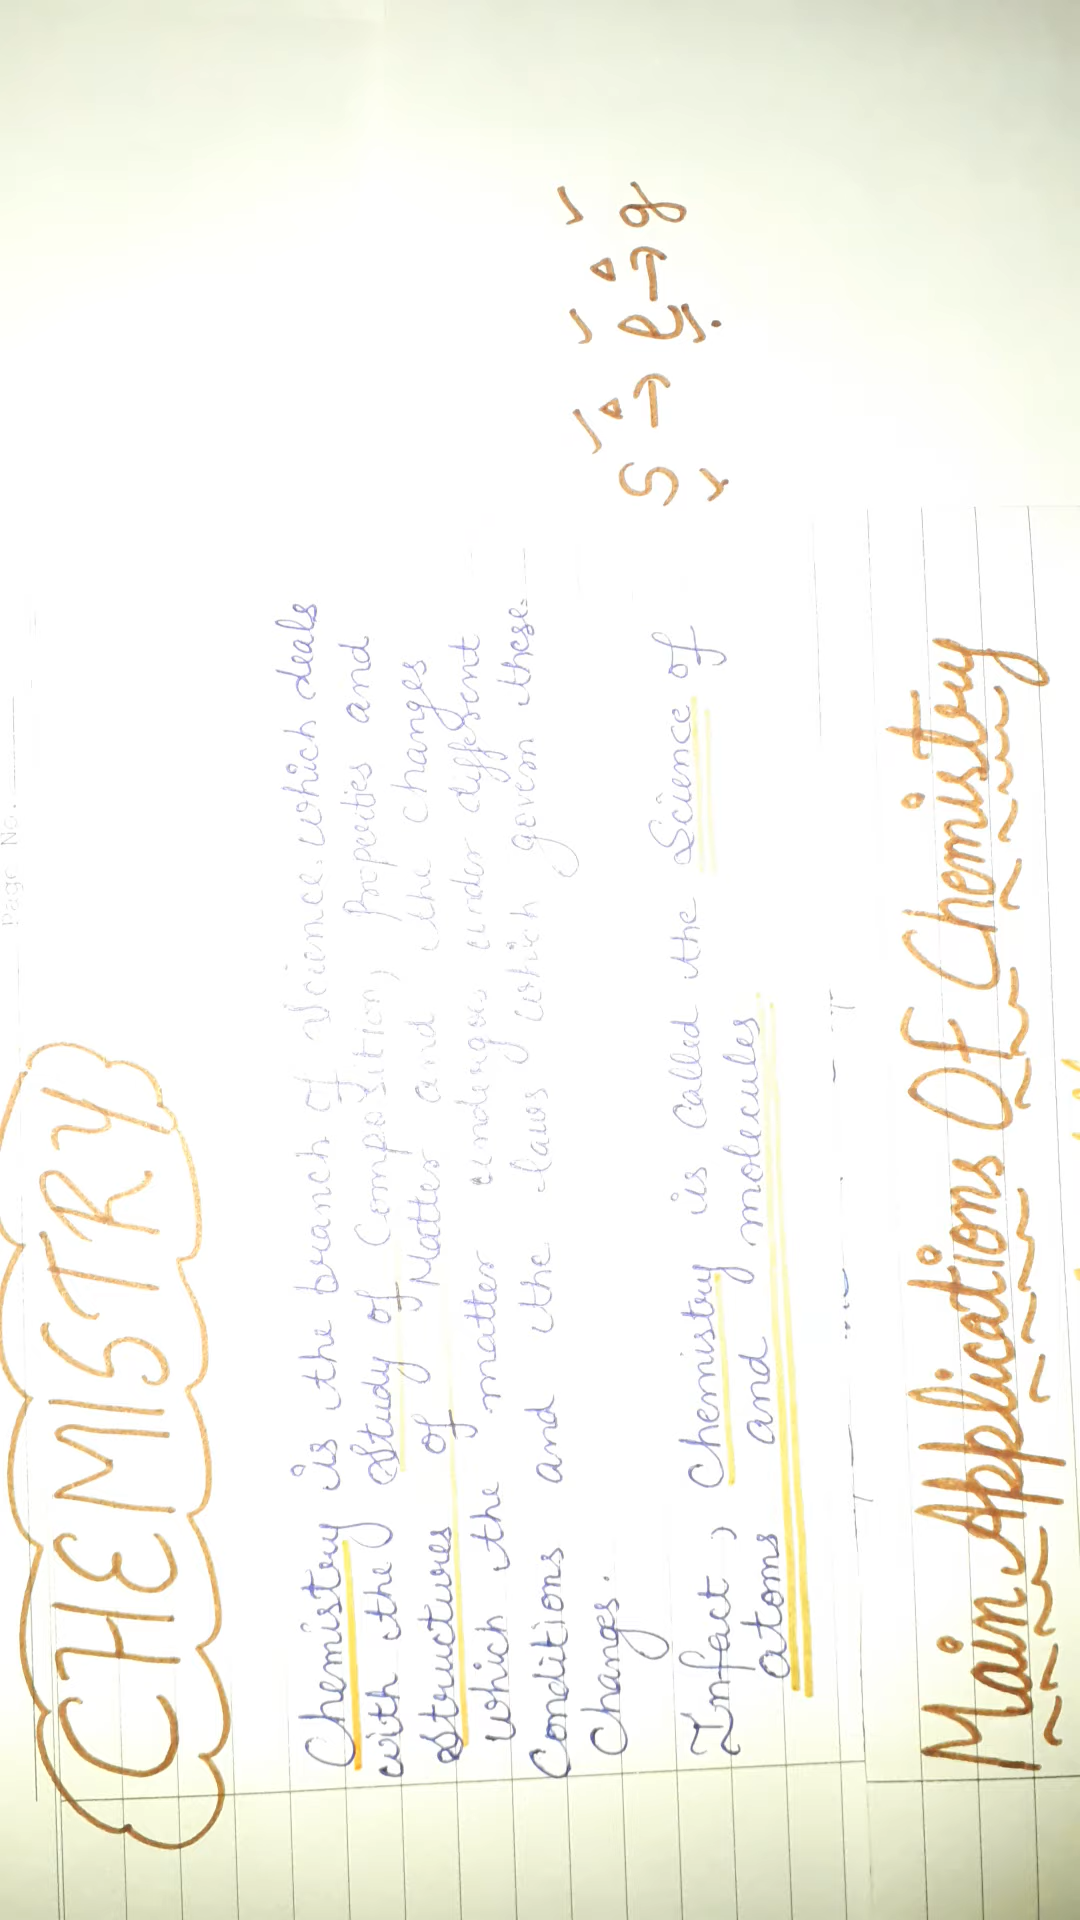 Page No.
CHEMISTRY
Chemistry is the branch of Science which deals
with the Study of Composition, Properties and
Structures of Matter and the changes
which the matter undergoes under different
Conditions and the laws which govern these
Changes.
Infact, Chemistry is called the Science of
atoms and molecules
S → l → g
Main Applications Of Chemistry